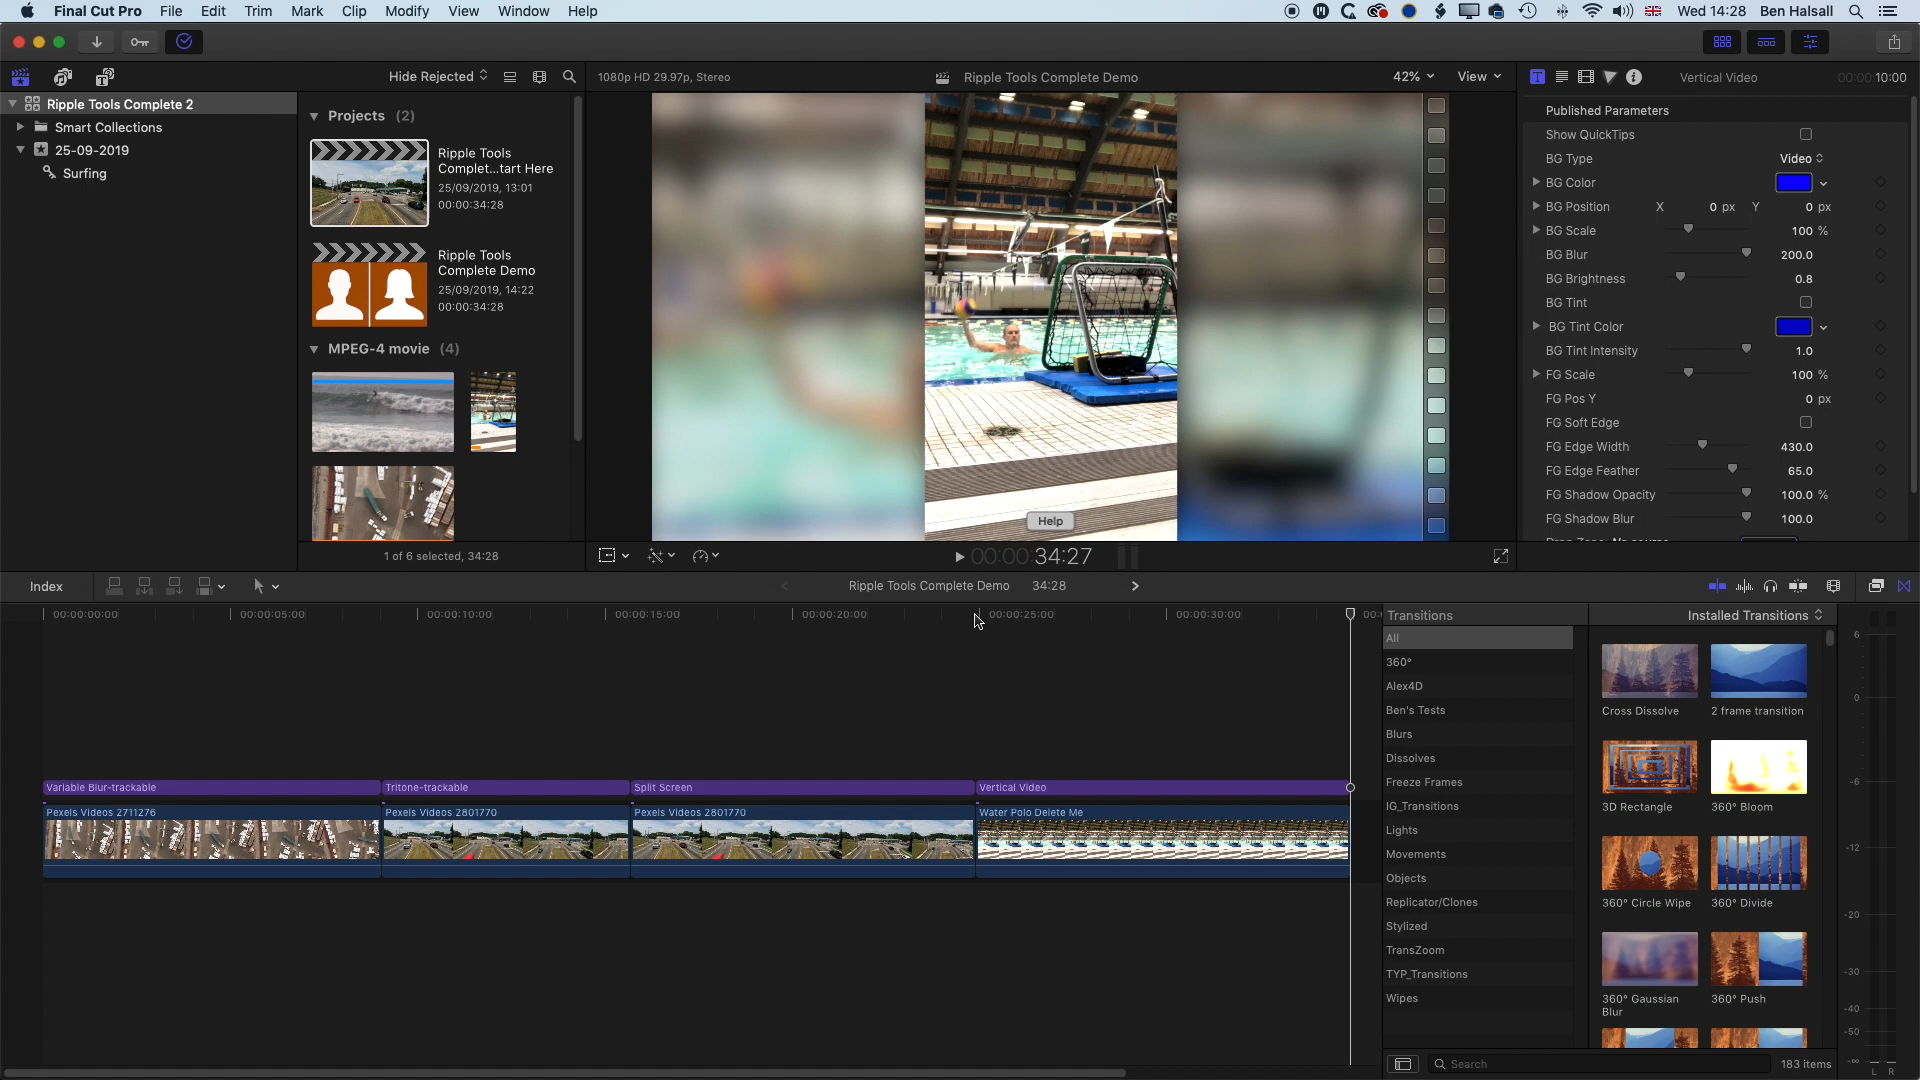 Final Cut Pro File Edit Trim Mark Clip Modify View Window Help
Wed 14:28 Ben Halsall
Hide Rejected
1080p HD 29.97p, Stereo
Ripple Tools Complete Demo
42%
View
Vertical Video
10:00
Ripple Tools Complete 2
Smart Collections
25-09-2019
Surfing
Projects (2)
Ripple Tools
Complet...tart Here
25/09/2019, 13:01
00:00:34:28
Ripple Tools
Complete Demo
25/09/2019, 14:22
00:00:34:28
MPEG-4 movie (4)
1 of 6 selected, 34:28
Help
00:00:34:27
Published Parameters
Show QuickTips
BG Type Video
BG Color
BG Position X 0 px Y 0 px
BG Scale 100 %
BG Blur 200.0
BG Brightness 0.8
BG Tint
BG Tint Color
BG Tint Intensity 1.0
FG Scale 100 %
FG Pos Y 0 px
FG Soft Edge
FG Edge Width 430.0
FG Edge Feather 65.0
FG Shadow Opacity 100.0 %
FG Shadow Blur 100.0
Index
Ripple Tools Complete Demo 34:28
00:00:00:00 00:00:05:00 00:00:10:00 00:00:15:00 00:00:20:00 00:00:25:00 00:00:30:00
Variable Blur-trackable Tritone-trackable Split Screen Vertical Video
Pexels Videos 2711276 Pexels Videos 2801770 Pexels Videos 2801770 Water Polo Delete Me
Transitions
Installed Transitions
All
360°
Alex4D
Ben's Tests
Blurs
Dissolves
Freeze Frames
IG_Transitions
Lights
Movements
Objects
Replicator/Clones
Stylized
TransZoom
TYP_Transitions
Wipes
Cross Dissolve
2 frame transition
3D Rectangle
360° Bloom
360° Circle Wipe
360° Divide
360° Gaussian
Blur
360° Push
Search
183 items
6
0
-6
-12
-20
-30
-40
-50
-∞
L R